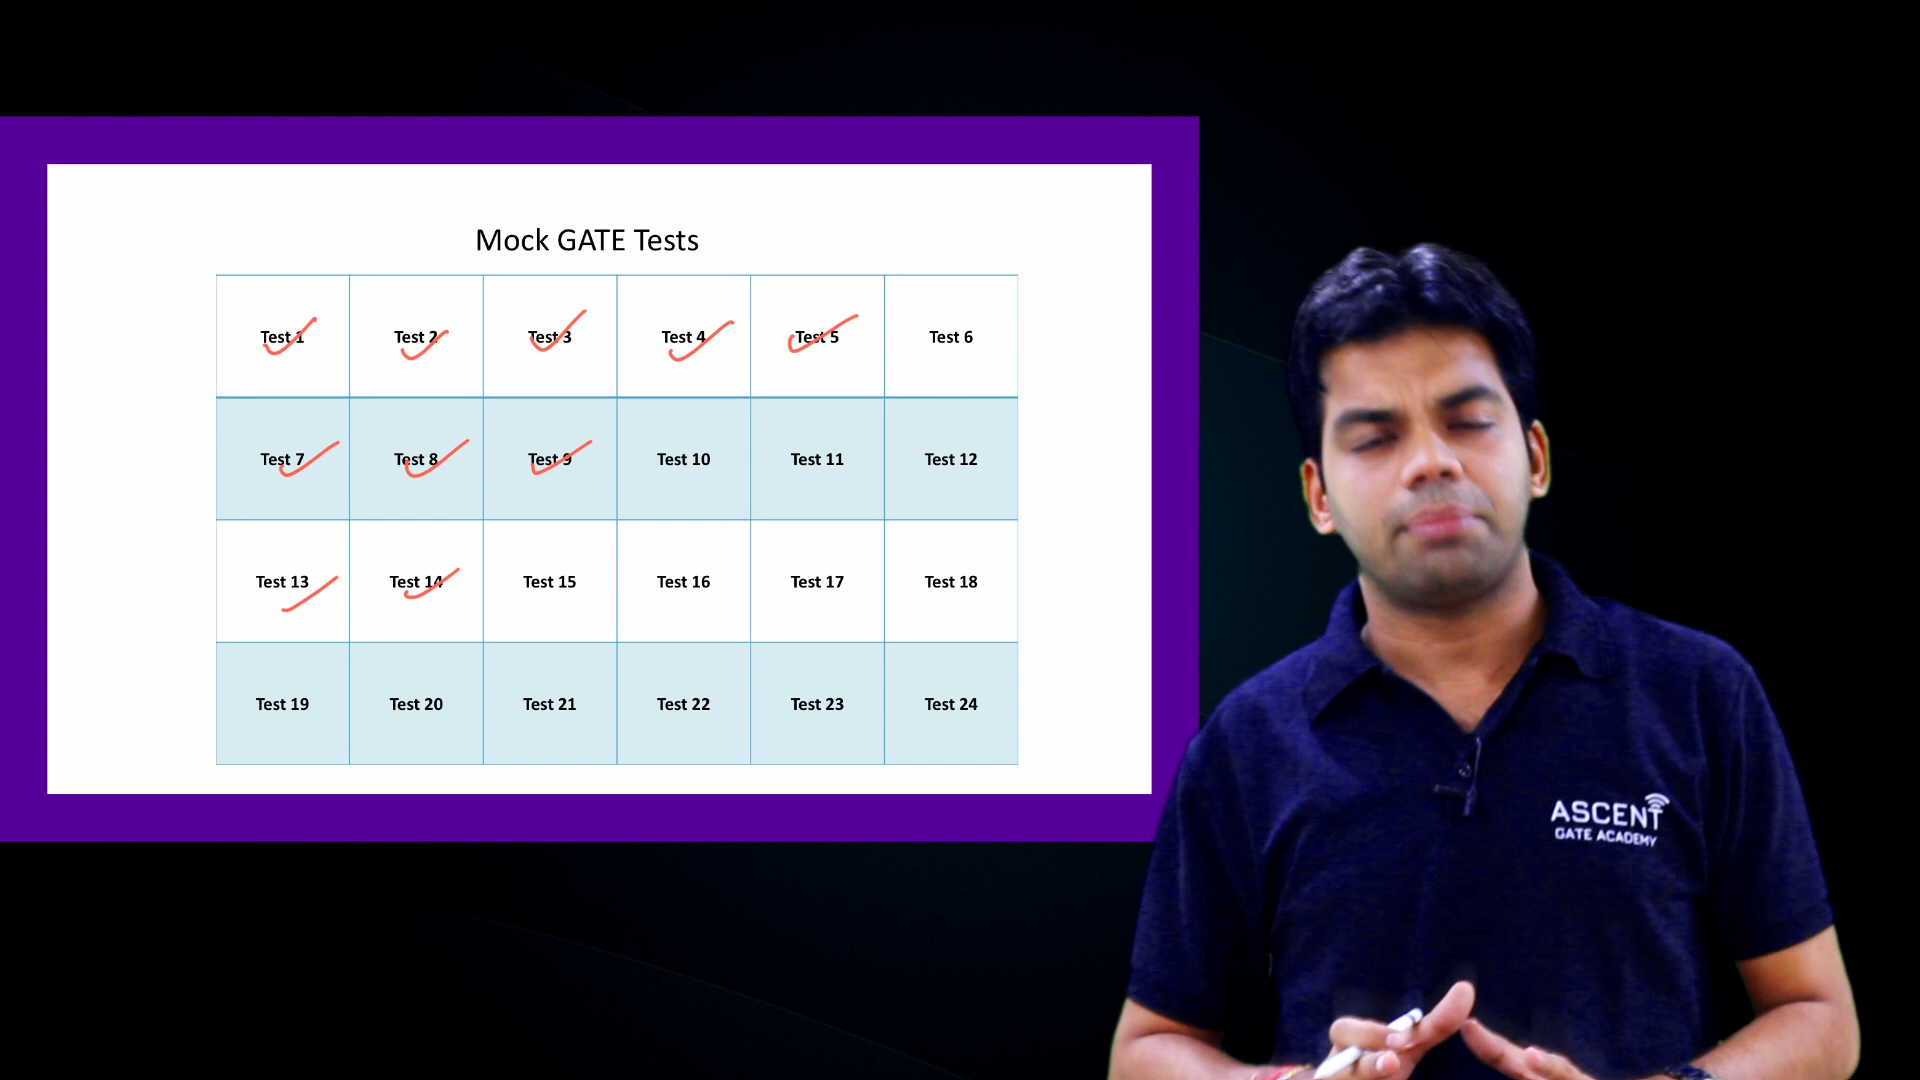 Mock GATE Tests
Test 1 Test 2 Test 3 Test 4 Test 5 Test 6
Test 7 Test 8 Test 9 Test 10 Test 11 Test 12
Test 13 Test 14 Test 15 Test 16 Test 17 Test 18
Test 19 Test 20 Test 21 Test 22 Test 23 Test 24
ASCENT
GATE ACADEMY